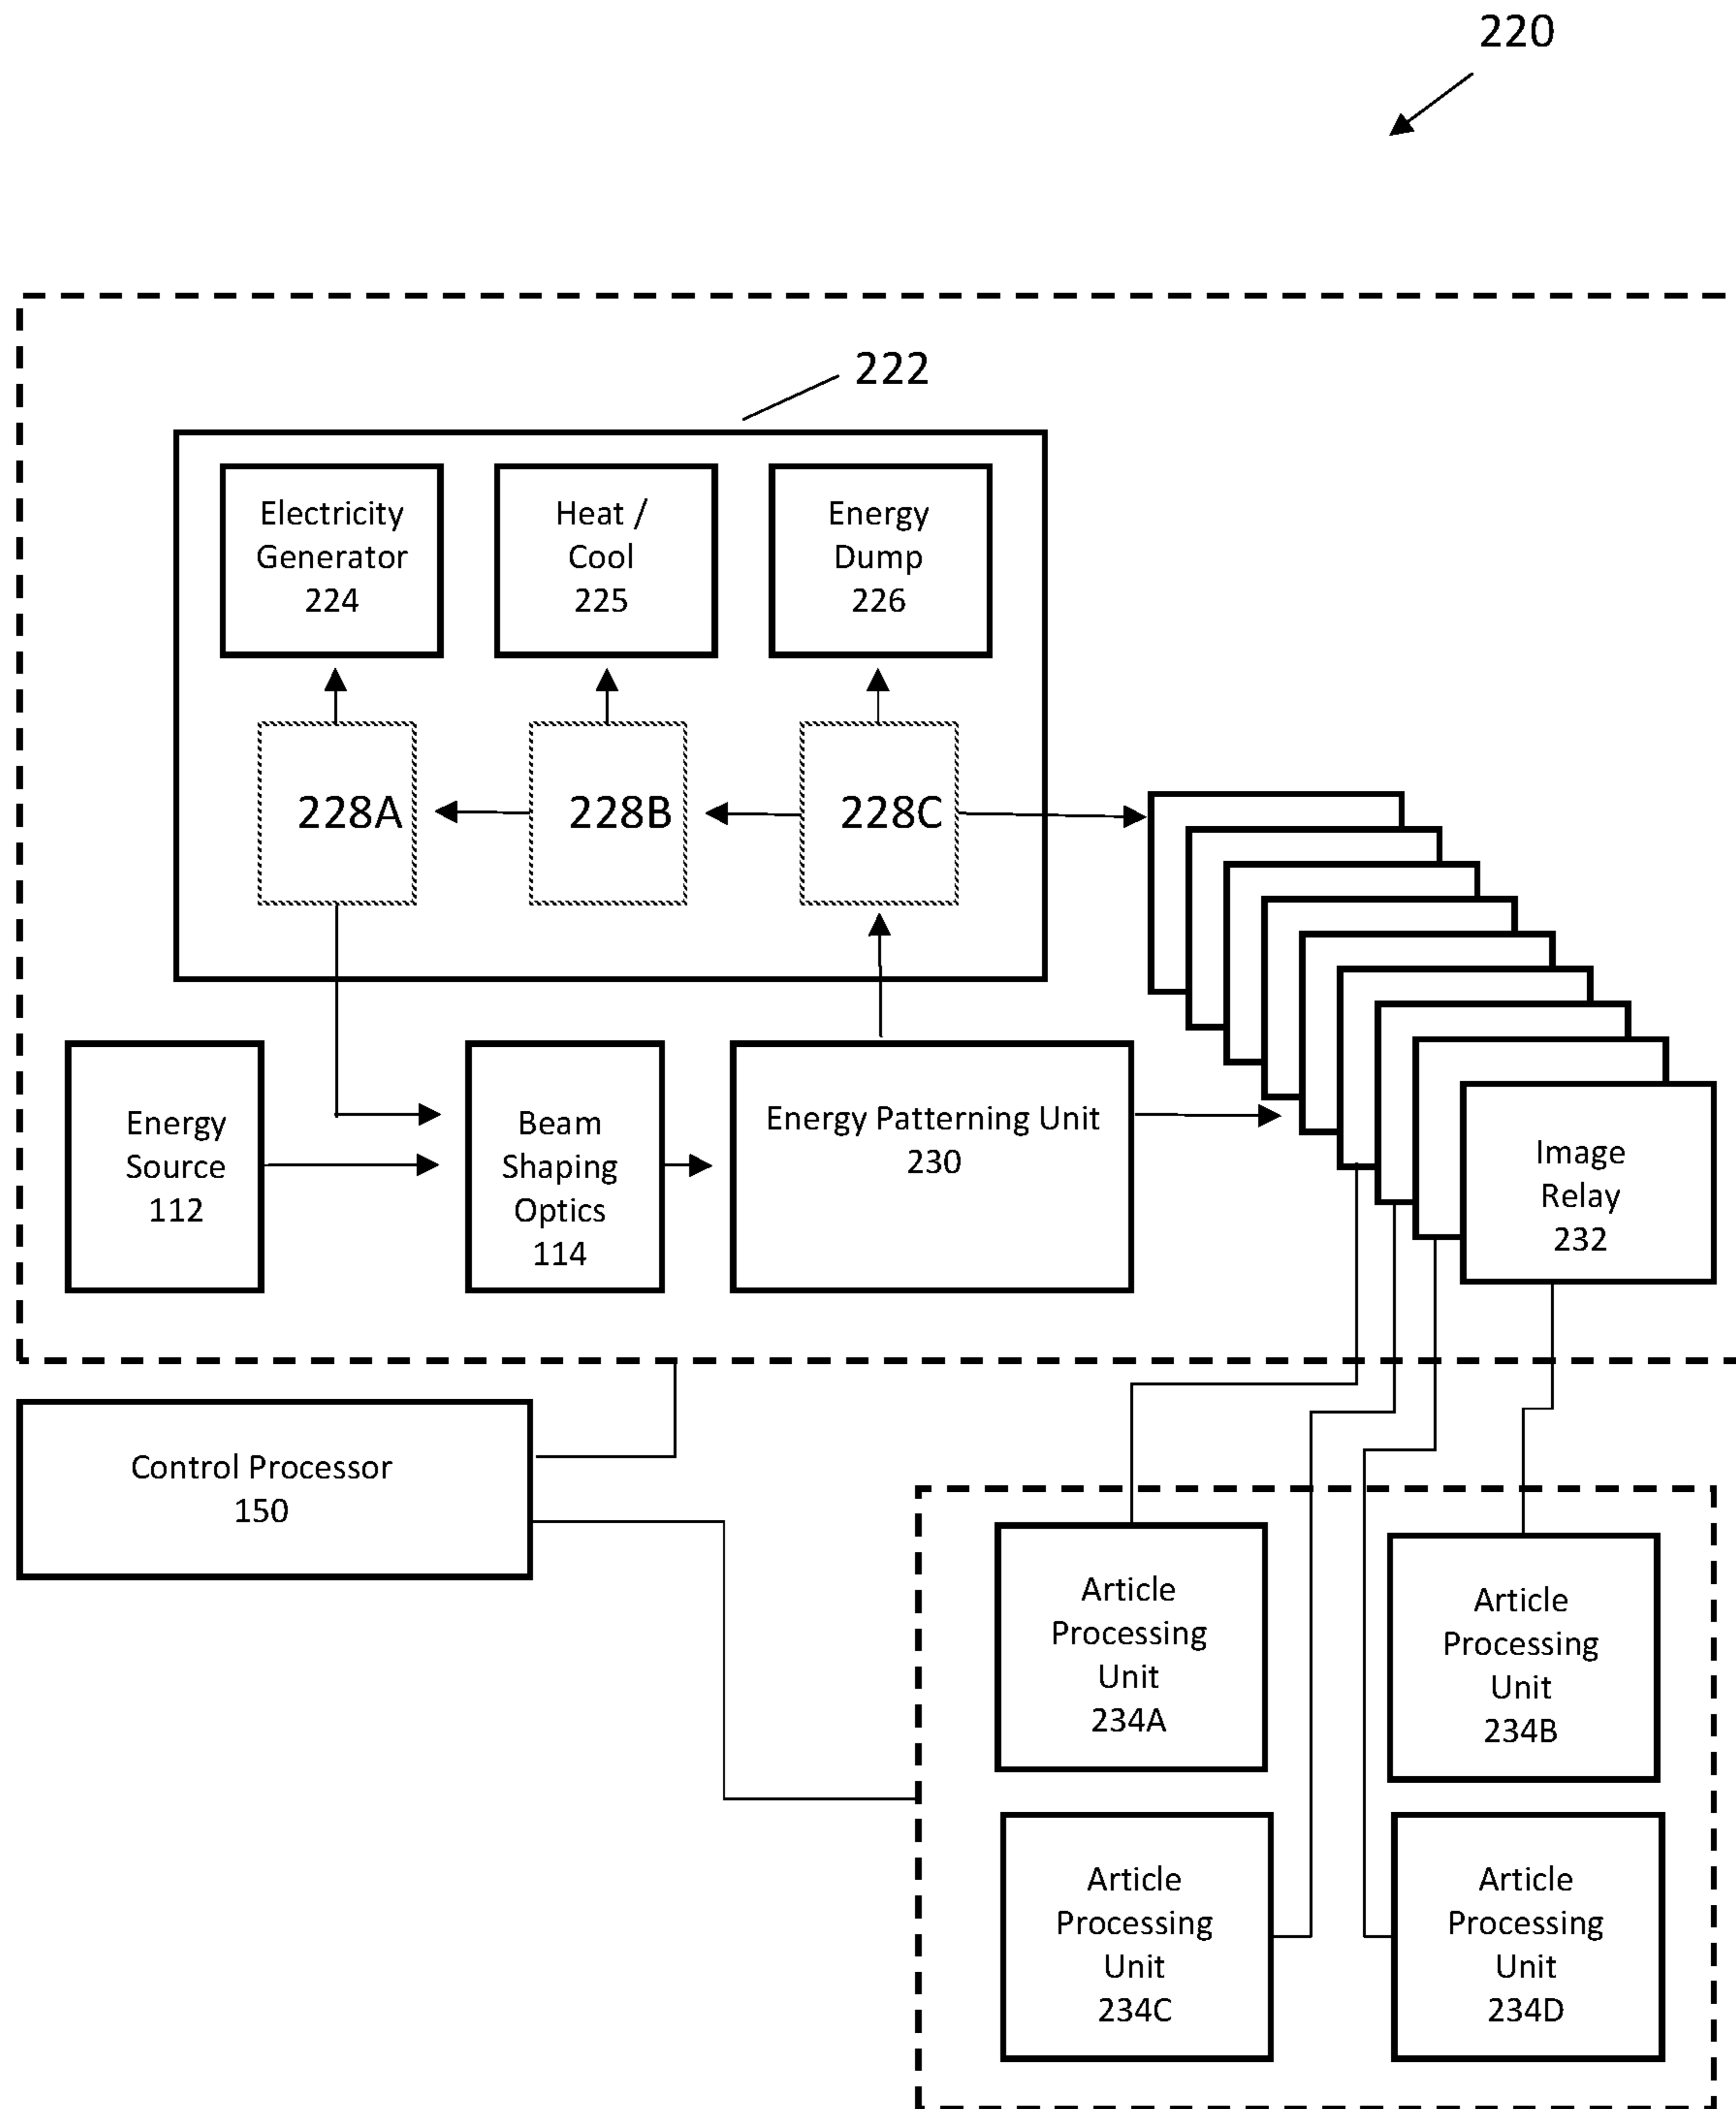 220
222
Electricity
Generator
224
Heat /
Cool
225
Energy
Dump
226
228A
228B
228C
Energy
Source
112
Beam
Shaping
Optics
114
Energy Patterning Unit
230
Image
Relay
232
Control Processor
150
Article
Processing
Unit
234A
Article
Processing
Unit
234B
Article
Processing
Unit
234C
Article
Processing
Unit
234D